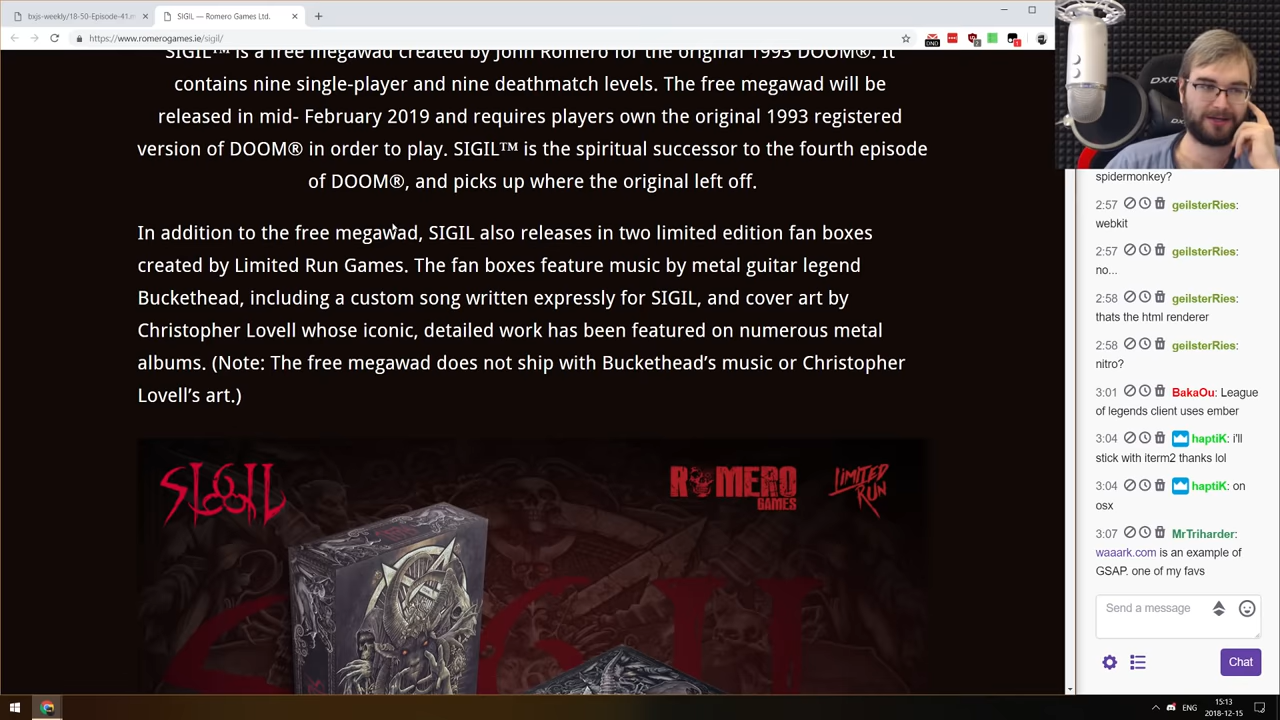 bxjs-weekly/18-50-Episode-41.m
SIGIL — Romero Games Ltd.
https://www.romerogames.ie/sigil/
SIGIL™ is a free megawad created by John Romero for the original 1993 DOOM®. It
contains nine single-player and nine deathmatch levels. The free megawad will be
released in mid- February 2019 and requires players own the original 1993 registered
version of DOOM® in order to play. SIGIL™ is the spiritual successor to the fourth episode
of DOOM®, and picks up where the original left off.
In addition to the free megawad, SIGIL also releases in two limited edition fan boxes
created by Limited Run Games. The fan boxes feature music by metal guitar legend
Buckethead, including a custom song written expressly for SIGIL, and cover art by
Christopher Lovell whose iconic, detailed work has been featured on numerous metal
albums. (Note: The free megawad does not ship with Buckethead’s music or Christopher
Lovell’s art.)
SIGIL
ROMERO
GAMES
LIMITED
RUN
SIGIL
DXR
spidermonkey?
2:57 geilsterRies:
webkit
2:57 geilsterRies:
no...
2:58 geilsterRies:
thats the html renderer
2:58 geilsterRies:
nitro?
3:01 BakaOu: League
of legends client uses ember
3:04 haptiK: i'll
stick with iterm2 thanks lol
3:04 haptiK: on
osx
3:07 MrTriharder:
waaark.com is an example of
GSAP. one of my favs
Send a message
Chat
ENG
15:13
2018-12-15